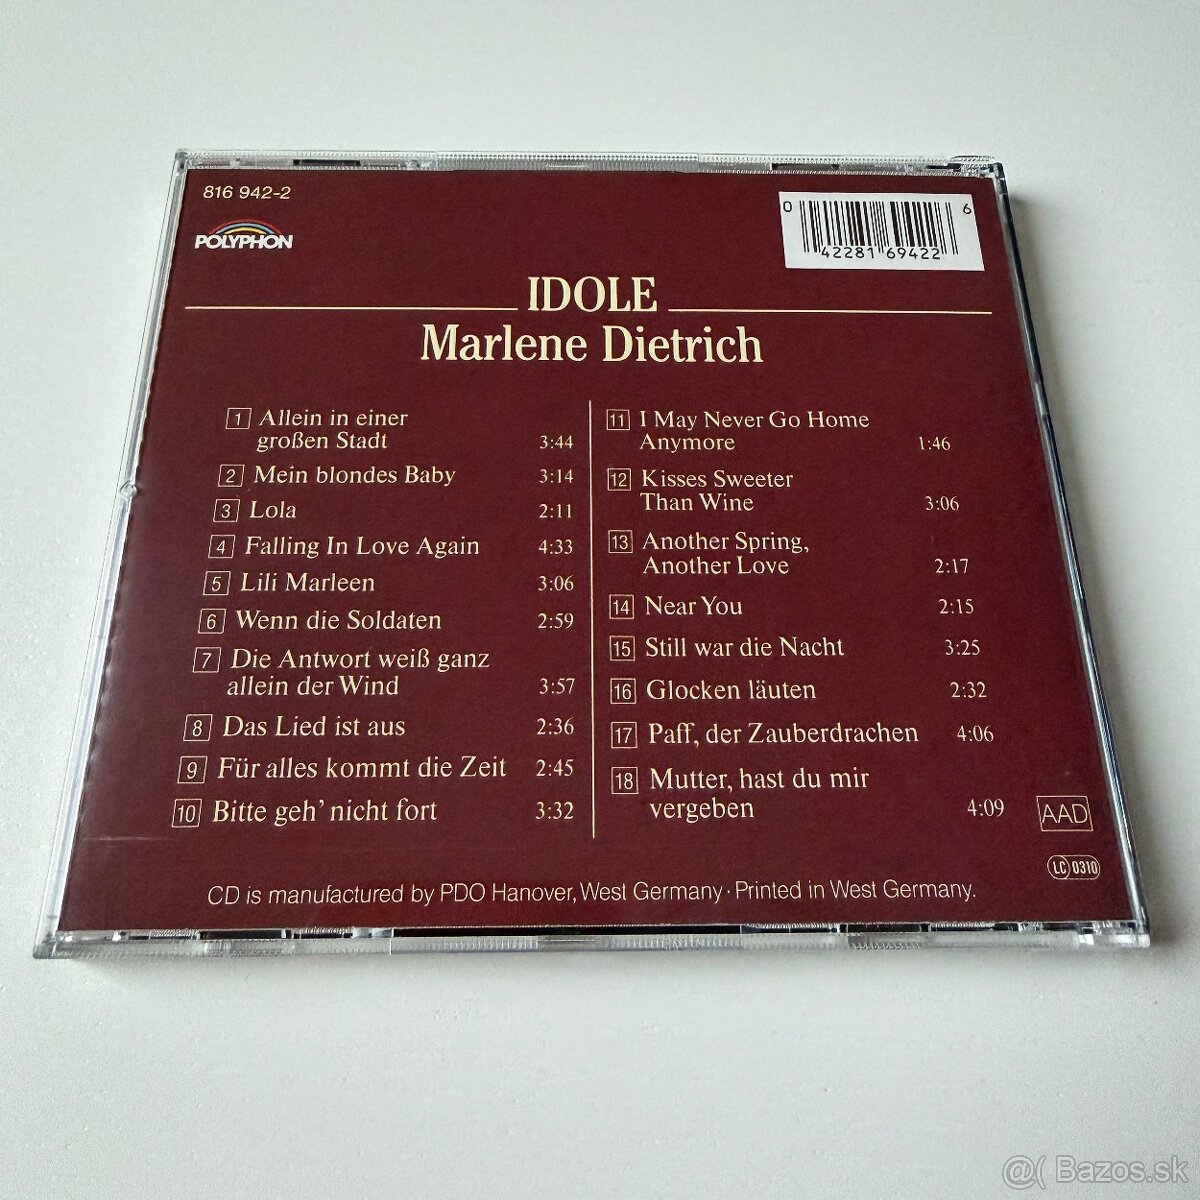 816 942-2
POLYPHON
0 42281 69422 6
IDOLE
Marlene Dietrich
1 Allein in einer
großen Stadt 3:44
2 Mein blondes Baby 3:14
3 Lola 2:11
4 Falling In Love Again 4:33
5 Lili Marleen 3:06
6 Wenn die Soldaten 2:59
7 Die Antwort weiß ganz
allein der Wind 3:57
8 Das Lied ist aus 2:36
9 Für alles kommt die Zeit 2:45
10 Bitte geh' nicht fort 3:32
11 I May Never Go Home
Anymore 1:46
12 Kisses Sweeter
Than Wine 3:06
13 Another Spring,
Another Love 2:17
14 Near You 2:15
15 Still war die Nacht 3:25
16 Glocken läuten 2:32
17 Paff, der Zauberdrachen 4:06
18 Mutter, hast du mir
vergeben 4:09
AAD
LC 0310
CD is manufactured by PDO Hanover, West Germany · Printed in West Germany.
@( Bazos.sk